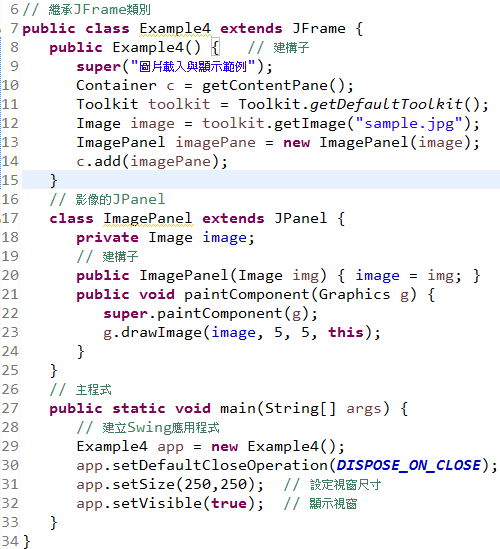 6 // 繼承JFrame類別
7 public class Example4 extends JFrame {
8    public Example4() {   // 建構子
9       super("圖片載入與顯示範例");
10       Container c = getContentPane();
11       Toolkit toolkit = Toolkit.getDefaultToolkit();
12       Image image = toolkit.getImage("sample.jpg");
13       ImagePanel imagePane = new ImagePanel(image);
14       c.add(imagePane);
15    }
16    // 影像的JPanel
17    class ImagePanel extends JPanel {
18       private Image image;
19       // 建構子
20       public ImagePanel(Image img) { image = img; }
21       public void paintComponent(Graphics g) {
22          super.paintComponent(g);
23          g.drawImage(image, 5, 5, this);
24       }
25    }
26    // 主程式
27    public static void main(String[] args) {
28       // 建立Swing應用程式
29       Example4 app = new Example4();
30       app.setDefaultCloseOperation(DISPOSE_ON_CLOSE);
31       app.setSize(250,250);  // 設定視窗尺寸
32       app.setVisible(true);  // 顯示視窗
33    }
34 }